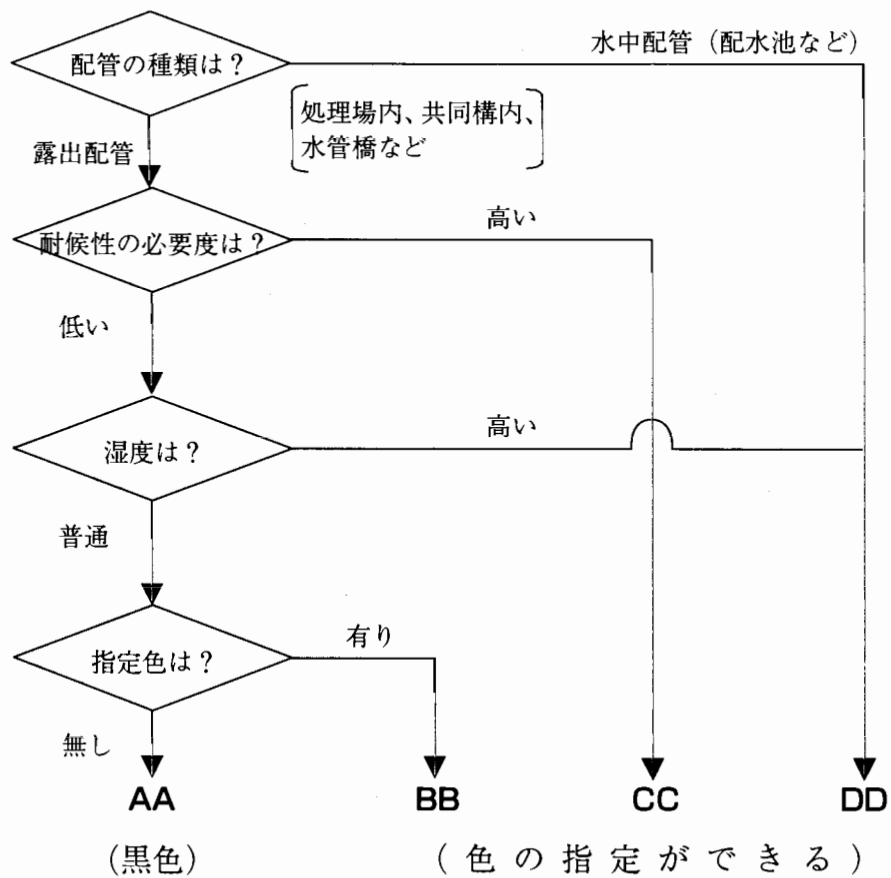 水中配管（配水池など）
配管の種類は？
処理場内、共同構内、
水管橋など
露出配管
高い
耐候性の必要度は？
低い
高い
湿度は？
普通
有り
指定色は？
無し
AA BB CC DD
（黒色） （色の指定ができる）